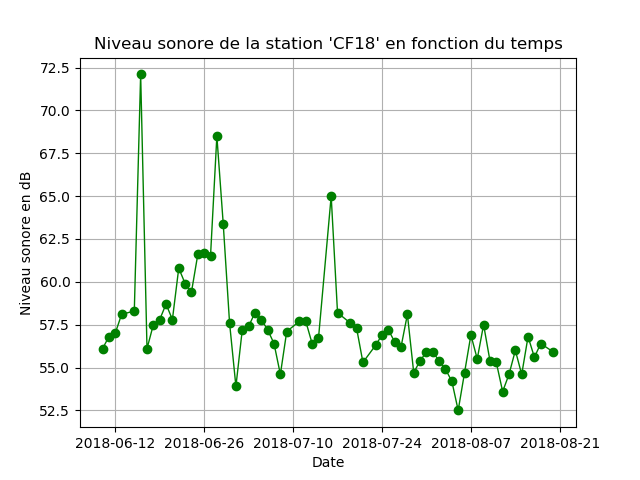 Niveau sonore de la station 'CF18' en fonction du temps
72.5
70.0
67.5
65.0
62.5
60.0
57.5
55.0
52.5
Niveau sonore en dB
2018-06-12 2018-06-26 2018-07-10 2018-07-24 2018-08-07 2018-08-21
Date